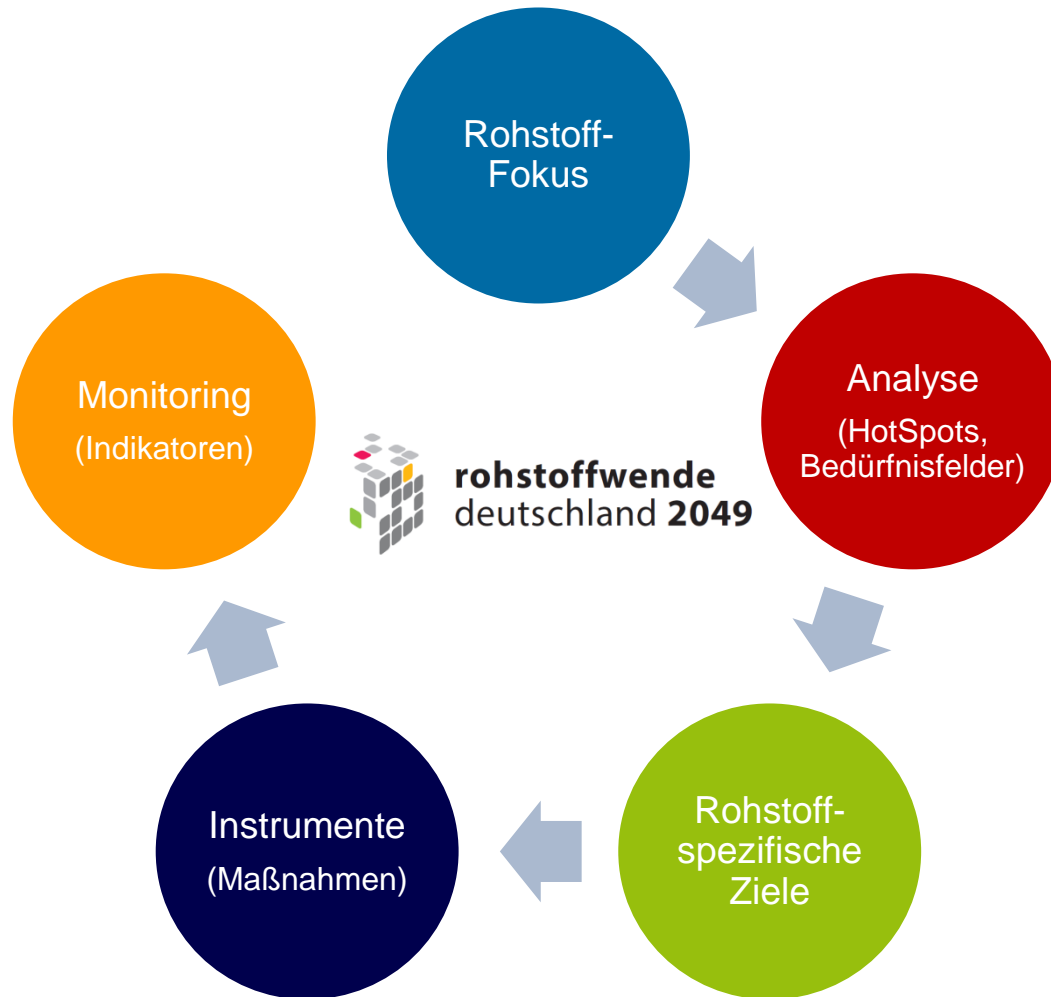 Rohstoff-
Fokus
Analyse
(HotSpots,
Bedürfnisfelder)
Rohstoff-
spezifische
Ziele
Instrumente
(Maßnahmen)
Monitoring
(Indikatoren)
rohstoffwende
deutschland 2049